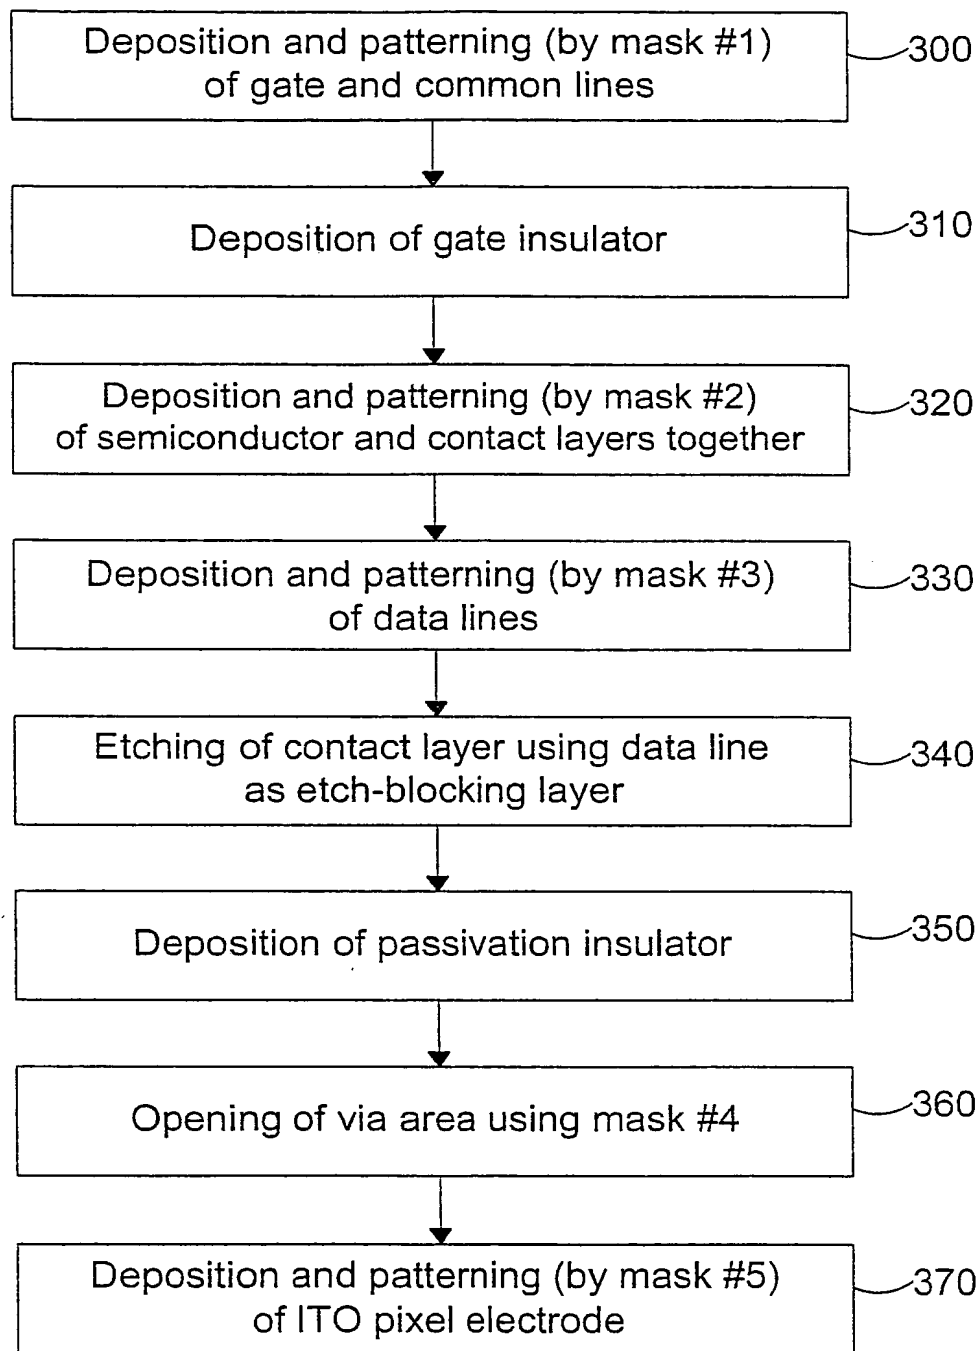 Deposition and patterning (by mask #1)
of gate and common lines
300
Deposition of gate insulator
310
Deposition and patterning (by mask #2)
of semiconductor and contact layers together
320
Deposition and patterning (by mask #3)
of data lines
330
Etching of contact layer using data line
as etch-blocking layer
340
Deposition of passivation insulator
350
Opening of via area using mask #4
360
Deposition and patterning (by mask #5)
of ITO pixel electrode
370